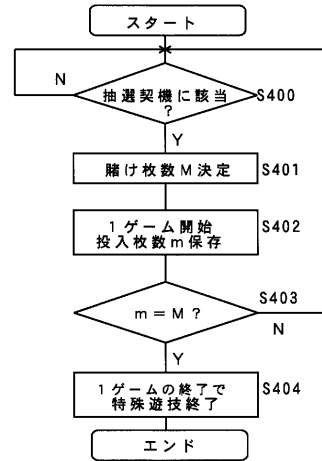 スタート
N
抽選契機に該当
?
S400
Y
賭け枚数M決定
S401
1ゲーム開始
投入枚数m保存
S402
m=M?
S403
N
Y
1ゲームの終了で
特殊遊技終了
S404
エンド